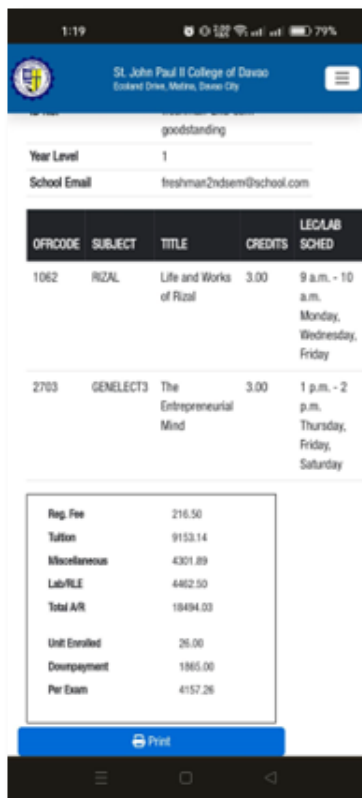 1:19
79%
St. John Paul II College of Davao
Ecoland Drive, Matina, Davao City
goodstanding
Year Level 1
School Email freshman2ndsem@school.com
OFRCODE SUBJECT TITLE CREDITS LEC/LAB SCHED
1062 RIZAL Life and Works 3.00 9 a.m. - 10
of Rizal a.m.
Monday,
Wednesday,
Friday
2703 GENELECT3 The 3.00 1 p.m. - 2
Entrepreneurial p.m.
Mind Thursday,
Friday,
Saturday
Reg. Fee 216.50
Tuition 9153.14
Miscellaneous 4301.89
Lab/RLE 4462.50
Total A/R 18494.03
Unit Enrolled 26.00
Downpayment 1865.00
Per Exam 4157.26
Print